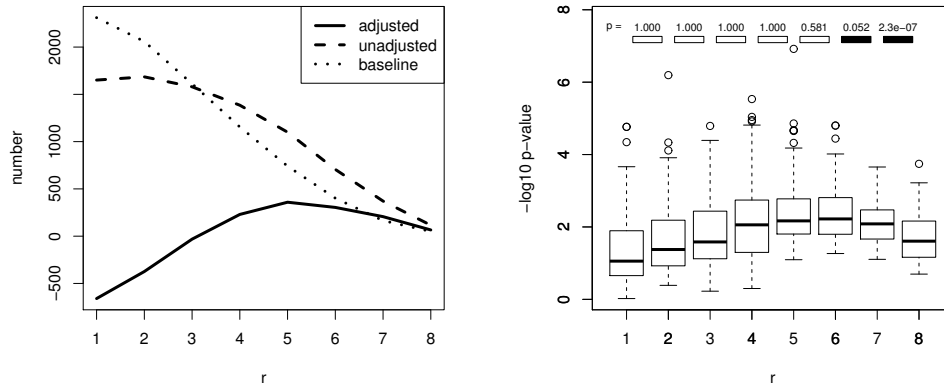 adjusted
unadjusted
baseline
number
−500
0
500
1000
2000
1 2 3 4 5 6 7 8
r
p = 1.000 1.000 1.000 1.000 0.581 0.052 2.3e−07
−log10 p−value
0
2
4
6
8
1 2 3 4 5 6 7 8
r